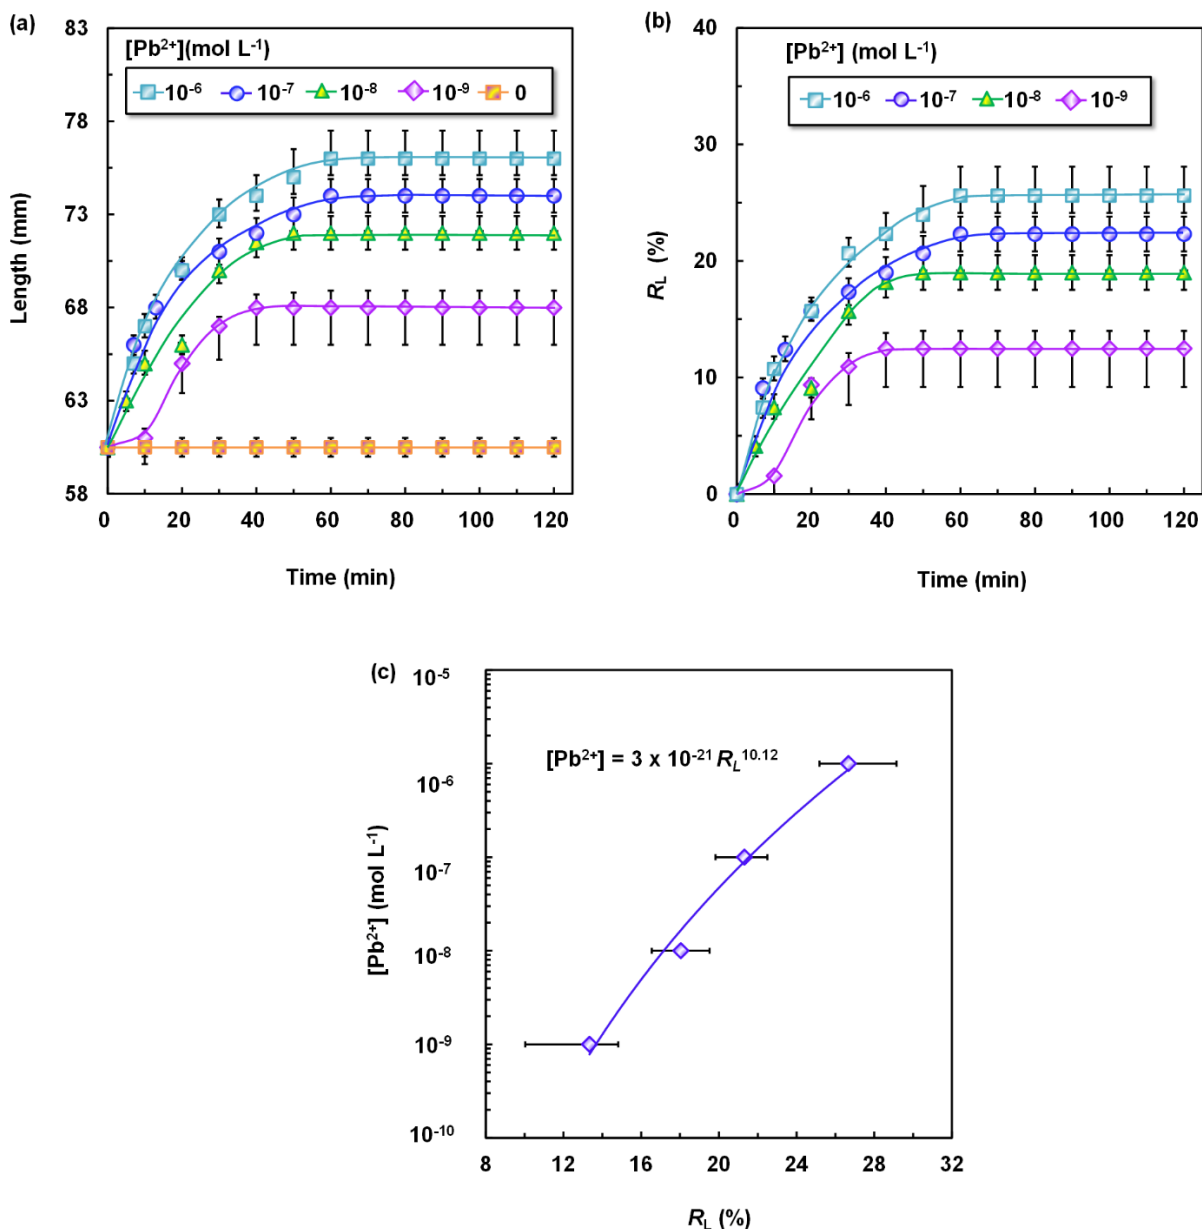 (a)
[Pb²⁺](mol L⁻¹)
10⁻⁶ 10⁻⁷ 10⁻⁸ 10⁻⁹ 0
83
78
73
68
63
58
Length (mm)
0 20 40 60 80 100 120
Time (min)
(b)
[Pb²⁺] (mol L⁻¹)
10⁻⁶ 10⁻⁷ 10⁻⁸ 10⁻⁹
40
30
20
10
0
R_L (%)
0 20 40 60 80 100 120
Time (min)
(c)
[Pb²⁺] = 3 x 10⁻²¹ R_L¹⁰·¹²
10⁻⁵
10⁻⁶
10⁻⁷
10⁻⁸
10⁻⁹
10⁻¹⁰
[Pb²⁺] (mol L⁻¹)
8 12 16 20 24 28 32
R_L (%)